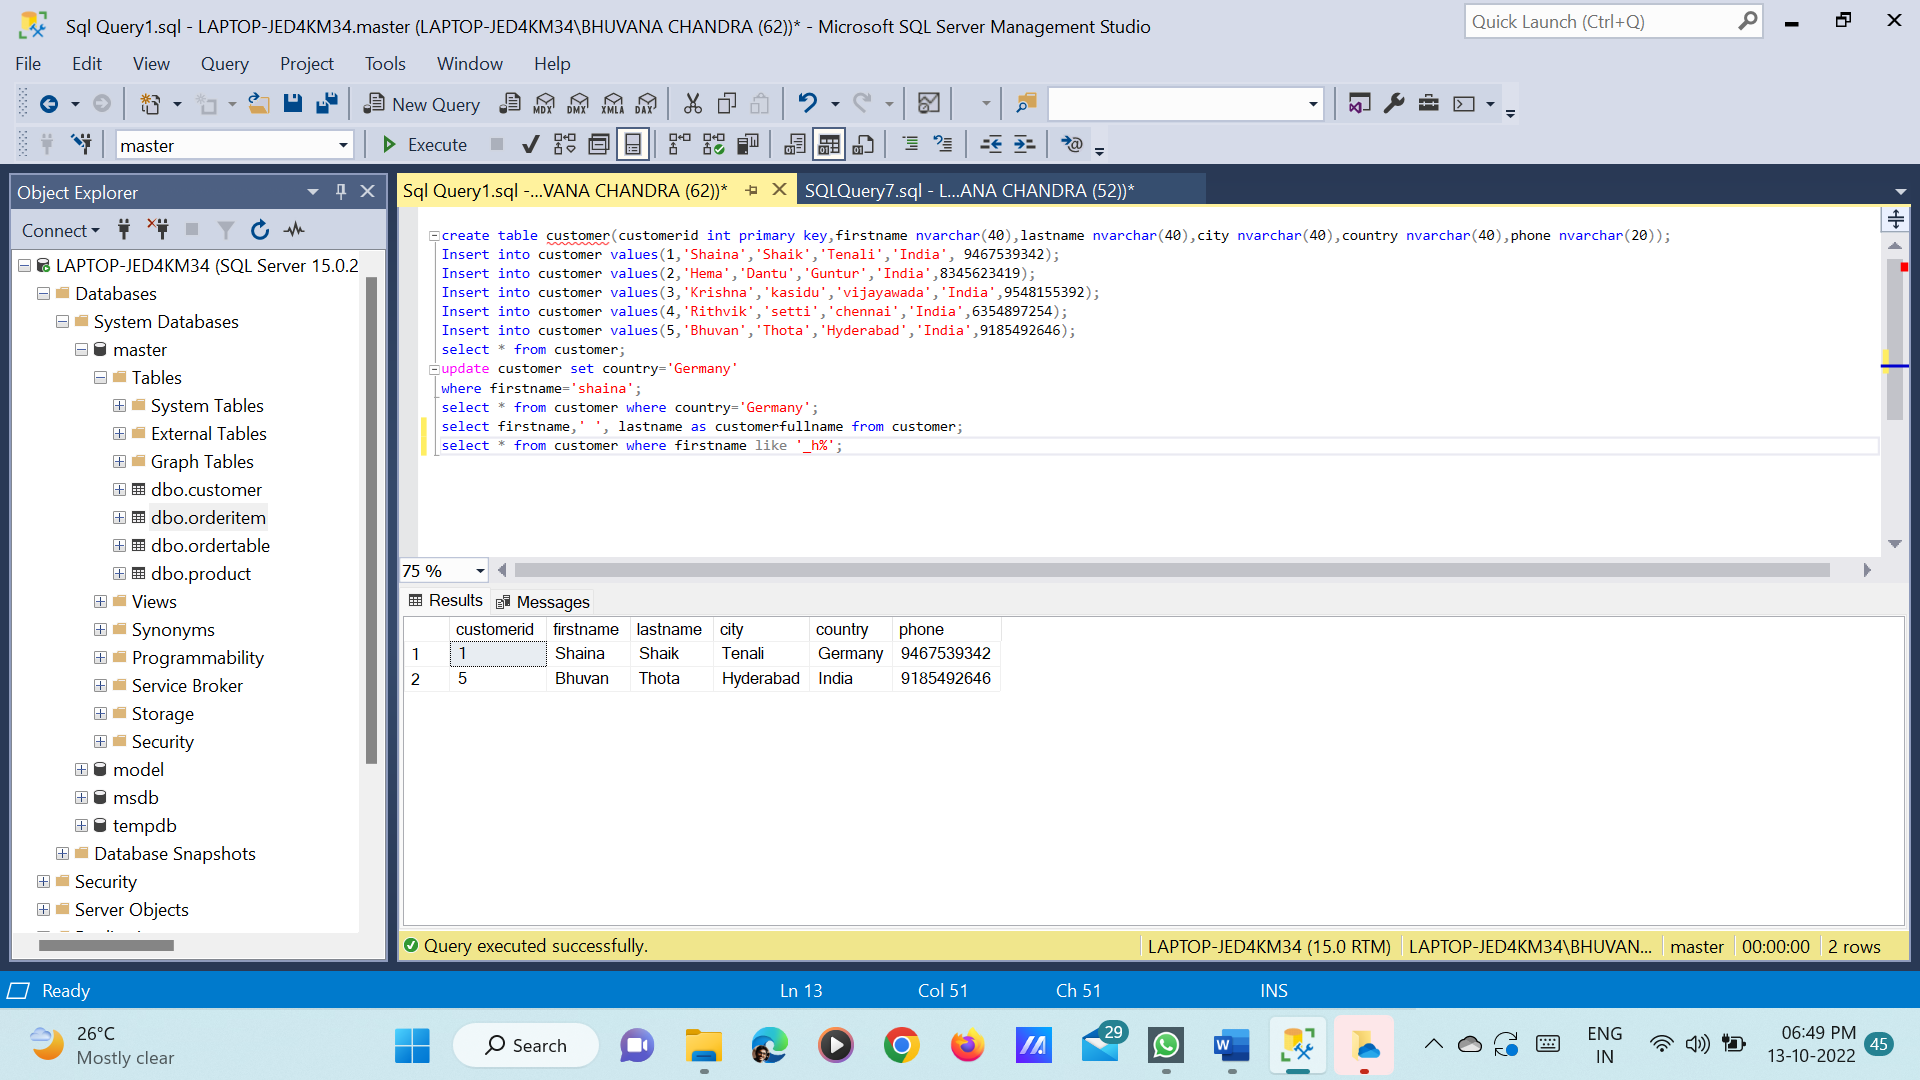 Sql Query1.sql - LAPTOP-JED4KM34.master (LAPTOP-JED4KM34\BHUVANA CHANDRA (62))* - Microsoft SQL Server Management Studio
Quick Launch (Ctrl+Q)
File Edit View Query Project Tools Window Help
New Query MDX DMX XMLA DAX
master Execute
Object Explorer
Sql Query1.sql -...VANA CHANDRA (62))* SQLQuery7.sql - L...ANA CHANDRA (52))*
Connect
LAPTOP-JED4KM34 (SQL Server 15.0.2
Databases
System Databases
master
Tables
System Tables
External Tables
Graph Tables
dbo.customer
dbo.orderitem
dbo.ordertable
dbo.product
Views
Synonyms
Programmability
Service Broker
Storage
Security
model
msdb
tempdb
Database Snapshots
Security
Server Objects
create table customer(customerid int primary key,firstname nvarchar(40),lastname nvarchar(40),city nvarchar(40),country nvarchar(40),phone nvarchar(20));
Insert into customer values(1,'Shaina','Shaik','Tenali','India', 9467539342);
Insert into customer values(2,'Hema','Dantu','Guntur','India',8345623419);
Insert into customer values(3,'Krishna','kasidu','vijayawada','India',9548155392);
Insert into customer values(4,'Rithvik','setti','chennai','India',6354897254);
Insert into customer values(5,'Bhuvan','Thota','Hyderabad','India',9185492646);
select * from customer;
update customer set country='Germany'
where firstname='shaina';
select * from customer where country='Germany';
select firstname,' ', lastname as customerfullname from customer;
select * from customer where firstname like '_h%';
75 %
Results Messages
customerid firstname lastname city country phone
1 1 Shaina Shaik Tenali Germany 9467539342
2 5 Bhuvan Thota Hyderabad India 9185492646
Query executed successfully. LAPTOP-JED4KM34 (15.0 RTM) LAPTOP-JED4KM34\BHUVAN... master 00:00:00 2 rows
Ready Ln 13 Col 51 Ch 51 INS
26°C
Mostly clear
Search
29
W
ENG
IN
06:49 PM
13-10-2022
45